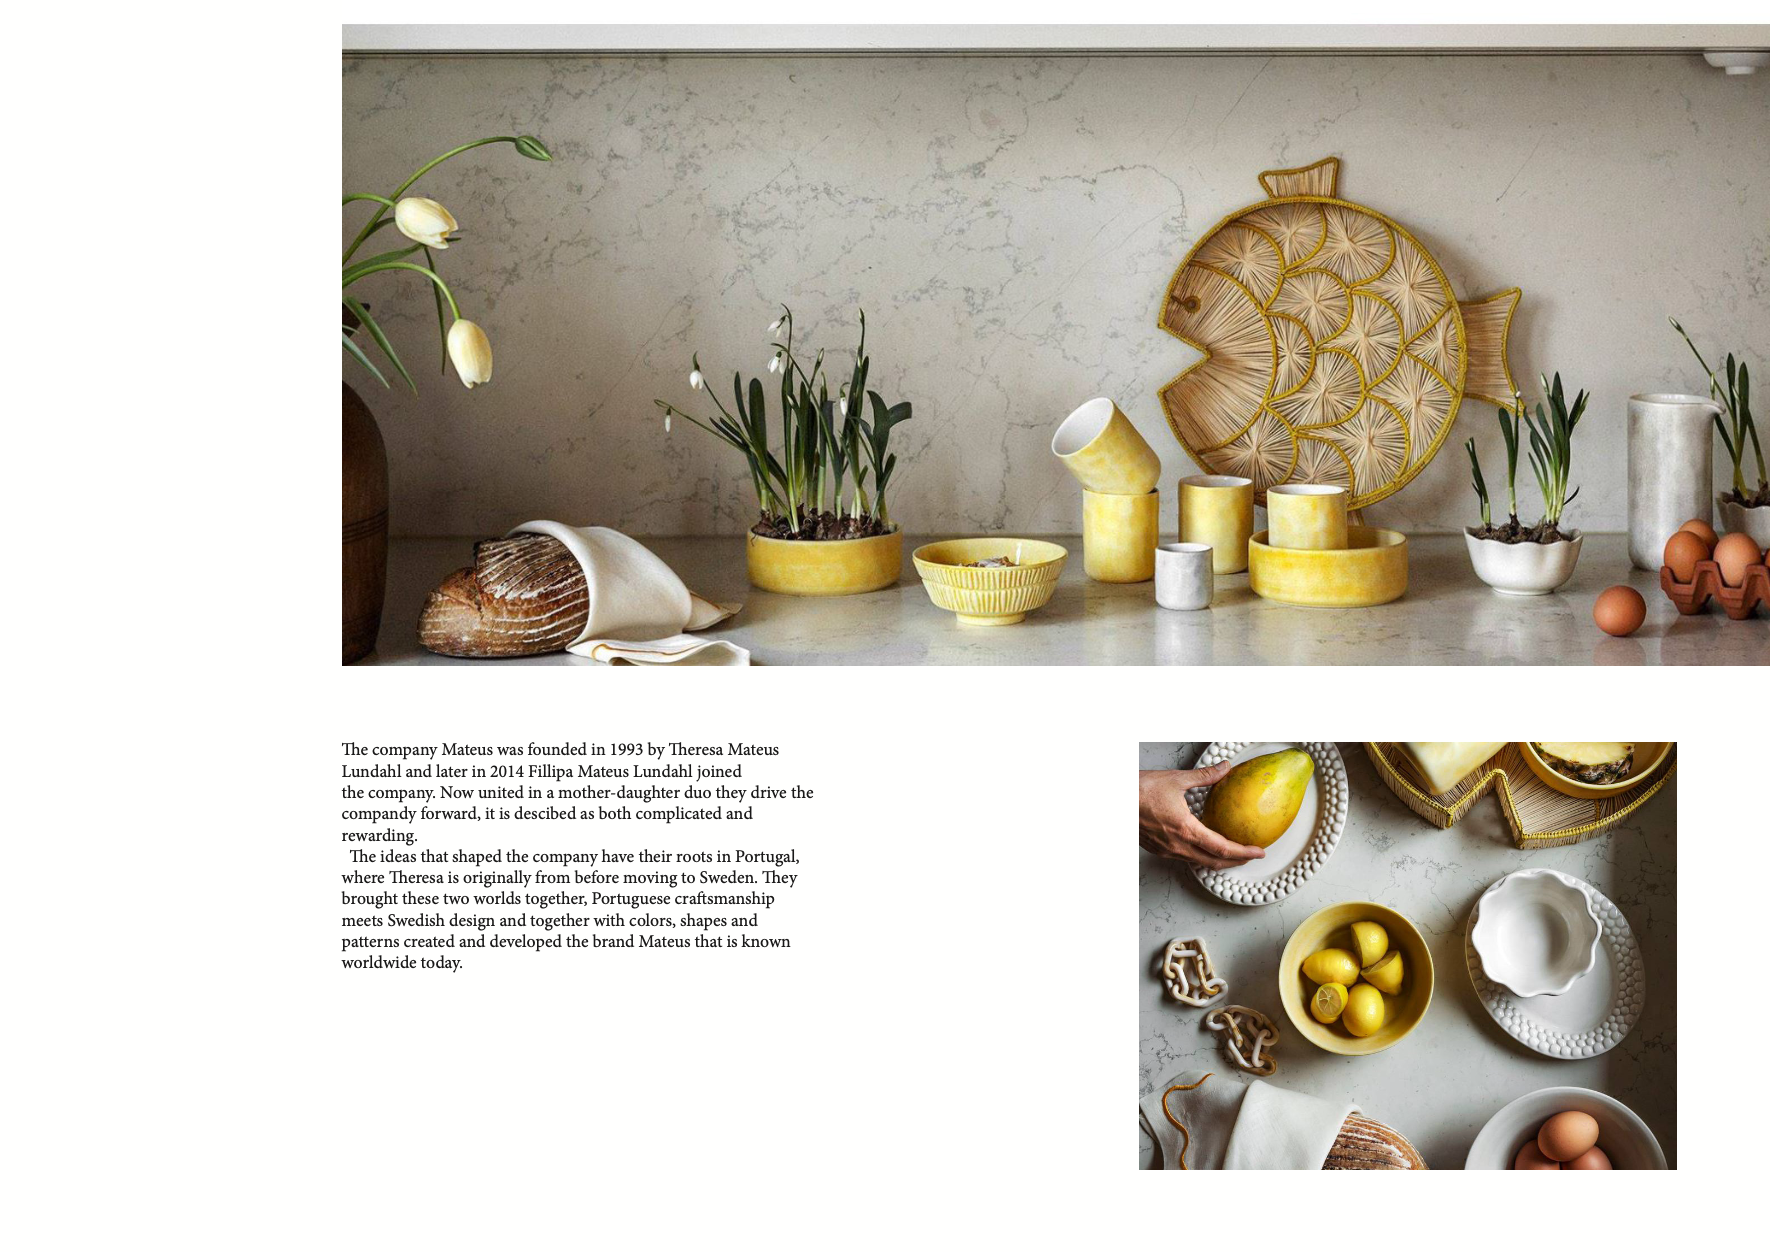 The company Mateus was founded in 1993 by Theresa Mateus
Lundahl and later in 2014 Fillipa Mateus Lundahl joined
the company. Now united in a mother-daughter duo they drive the
compandy forward, it is descibed as both complicated and
rewarding.
The ideas that shaped the company have their roots in Portugal,
where Theresa is originally from before moving to Sweden. They
brought these two worlds together, Portuguese craftsmanship
meets Swedish design and together with colors, shapes and
patterns created and developed the brand Mateus that is known
worldwide today.